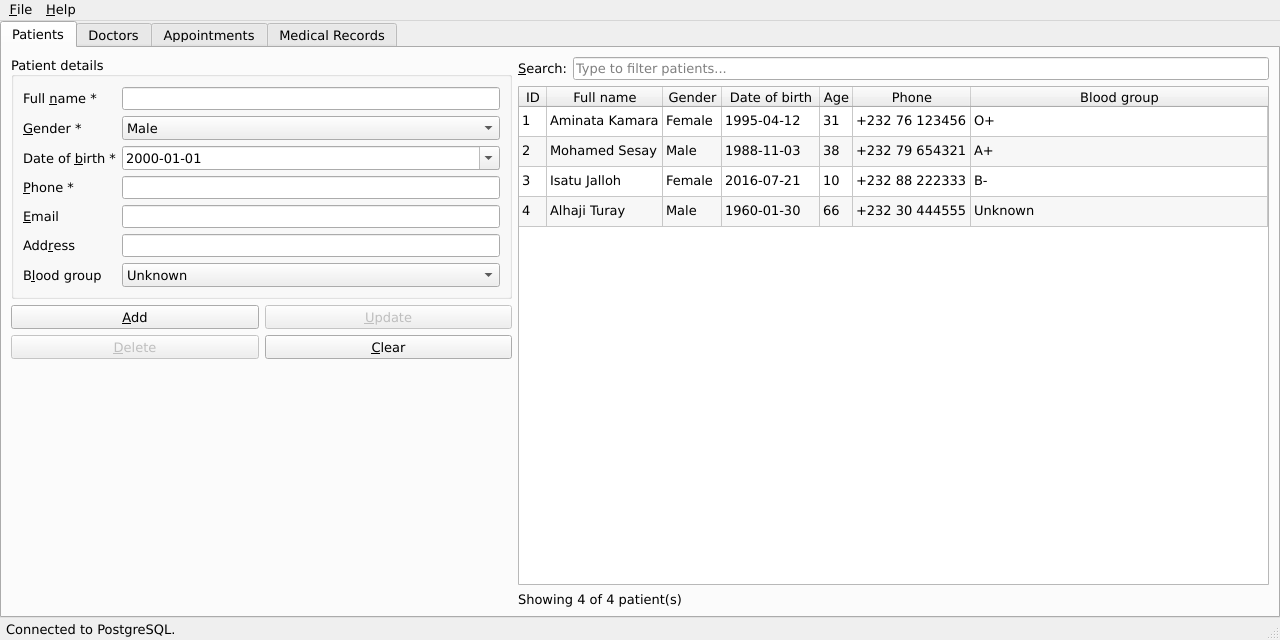 File Help
Patients Doctors Appointments Medical Records
Patient details
Full name *
Gender * Male
Date of birth * 2000-01-01
Phone *
Email
Address
Blood group Unknown
Add Update
Delete Clear
Search: Type to filter patients...
ID Full name Gender Date of birth Age Phone Blood group
1 Aminata Kamara Female 1995-04-12 31 +232 76 123456 O+
2 Mohamed Sesay Male 1988-11-03 38 +232 79 654321 A+
3 Isatu Jalloh Female 2016-07-21 10 +232 88 222333 B-
4 Alhaji Turay Male 1960-01-30 66 +232 30 444555 Unknown
Showing 4 of 4 patient(s)
Connected to PostgreSQL.